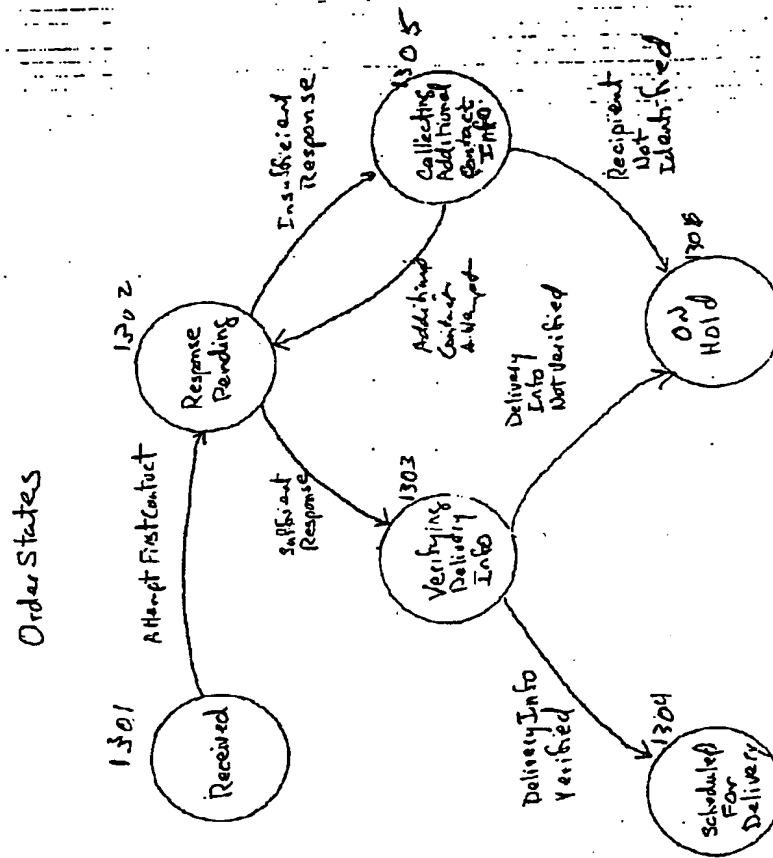 Order States
1301
Received
Attempt First Contact
1302
Response
Pending
Insufficient
Response
Sufficient
Response
Additional
Contact
Attempt
1305
Collecting
Additional
Contact
Info.
1303
Verifying
Delivery
Info
Recipient
Not
Identified
Delivery
Info
Not Verified
Delivery Info
Verified
1304
Scheduled
For
Delivery
ON
HOLD